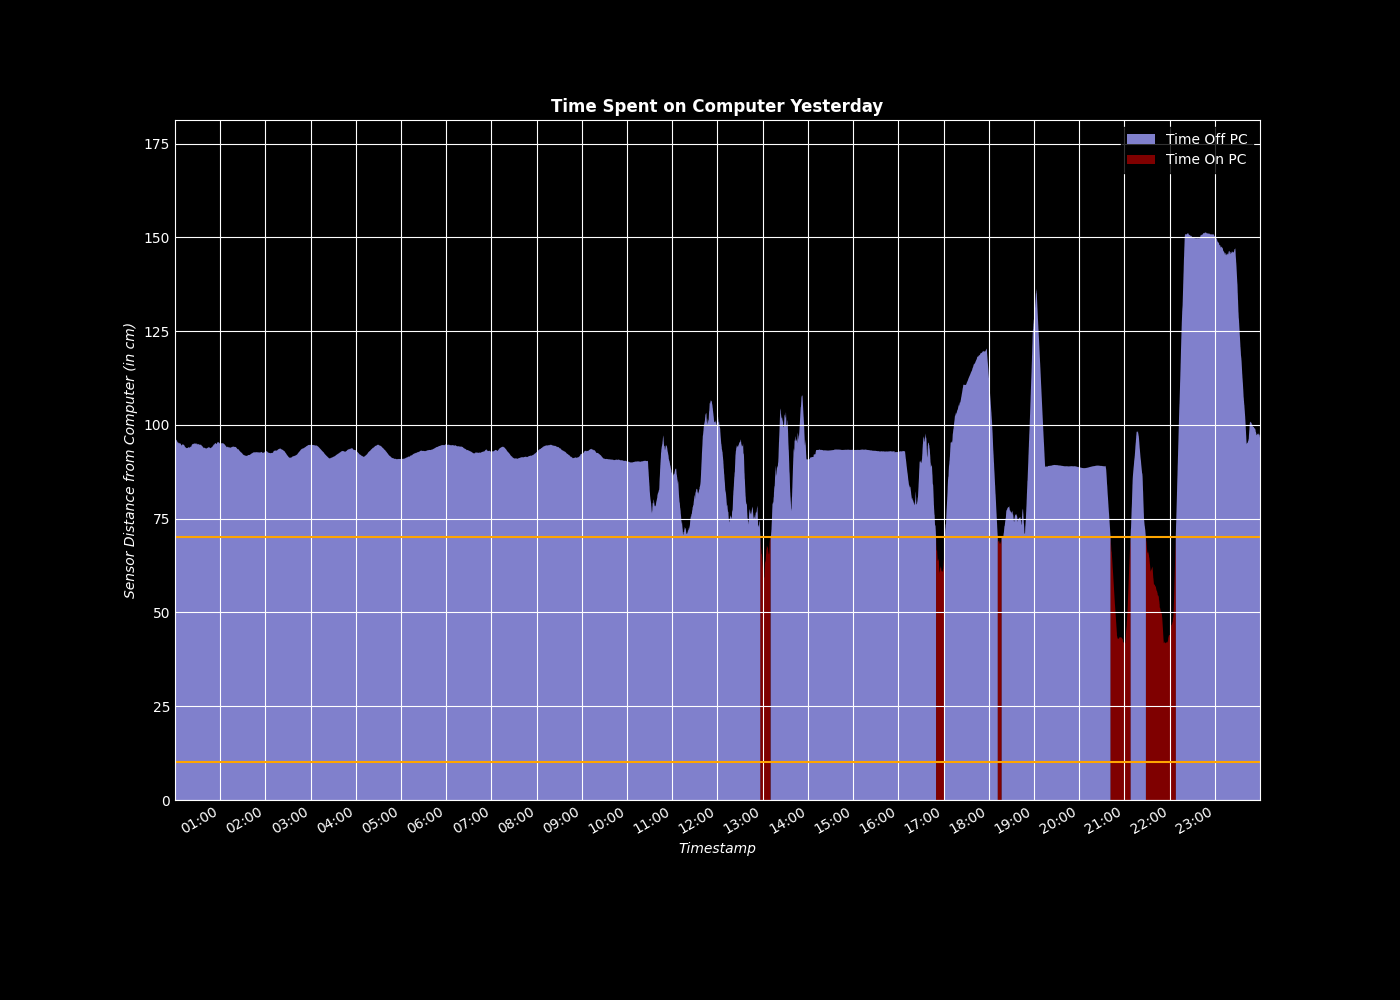 Time Spent on Computer Yesterday
Time Off PC
Time On PC
Sensor Distance from Computer (in cm)
175
150
125
100
75
50
25
0
01:00 02:00 03:00 04:00 05:00 06:00 07:00 08:00 09:00 10:00 11:00 12:00 13:00 14:00 15:00 16:00 17:00 18:00 19:00 20:00 21:00 22:00 23:00
Timestamp